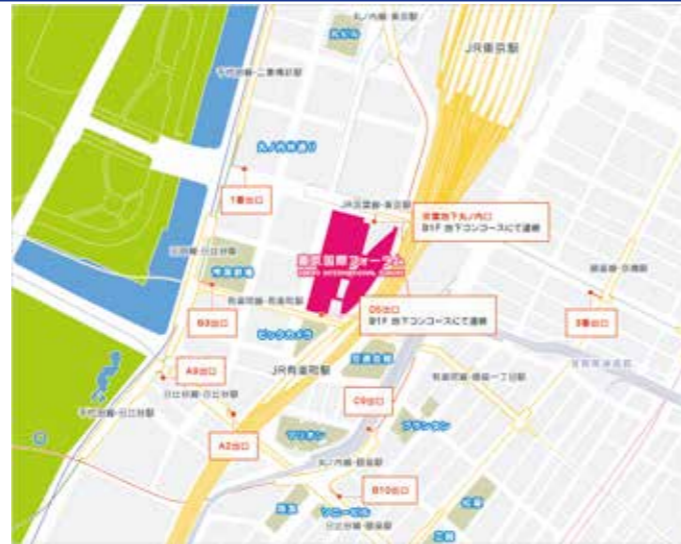 丸ノ内線・東京駅
丸ビル
JR東京駅
千代田線・二重橋前駅
丸ノ内仲通り
1番出口
JR京葉線・東京駅
京葉地下丸ノ内口
B1F 地下コンコースにて連絡
東京国際フォーラム
TOKYO INTERNATIONAL FORUM
三田線・日比谷駅
帝国劇場
銀座線・京橋駅
B3出口
有楽町線・有楽町駅
D5出口
B1F 地下コンコースにて連絡
3番出口
ビックカメラ
交通会館
JR有楽町駅
有楽町線・銀座一丁目駅
日比谷線・日比谷駅
C9出口
千代田線・日比谷駅
A2出口
マリオン
プランタン
丸ノ内線・銀座駅
B10出口
阪急
ソニービル
松屋
日比谷線・銀座駅
三越